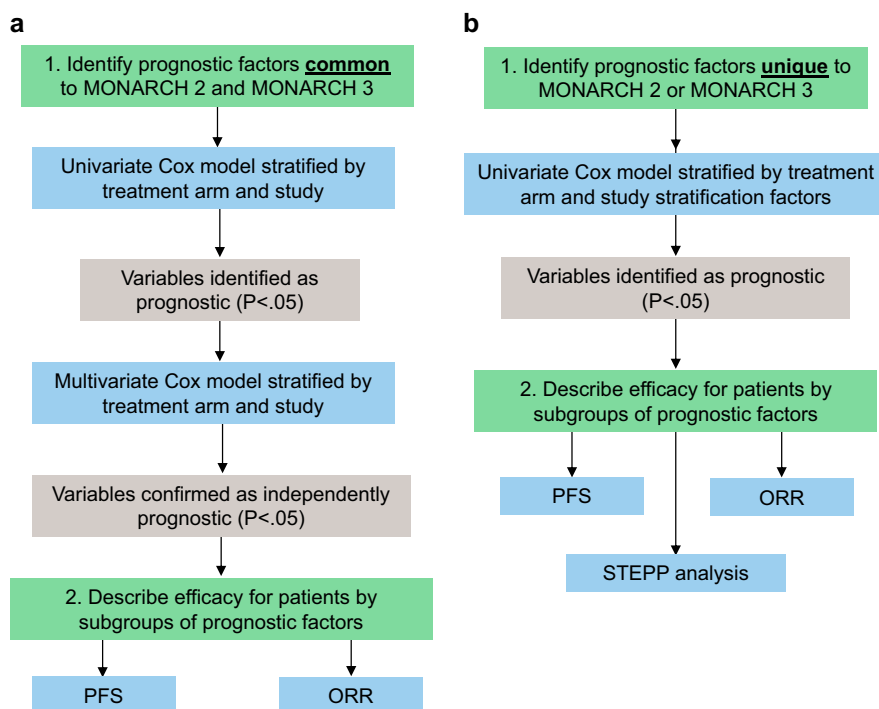 a
1. Identify prognostic factors common
to MONARCH 2 and MONARCH 3
Univariate Cox model stratified by
treatment arm and study
Variables identified as
prognostic (P<.05)
Multivariate Cox model stratified by
treatment arm and study
Variables confirmed as independently
prognostic (P<.05)
2. Describe efficacy for patients by
subgroups of prognostic factors
PFS
ORR
b
1. Identify prognostic factors unique to
MONARCH 2 or MONARCH 3
Univariate Cox model stratified by treatment
arm and study stratification factors
Variables identified as prognostic
(P<.05)
2. Describe efficacy for patients by
subgroups of prognostic factors
PFS
ORR
STEPP analysis